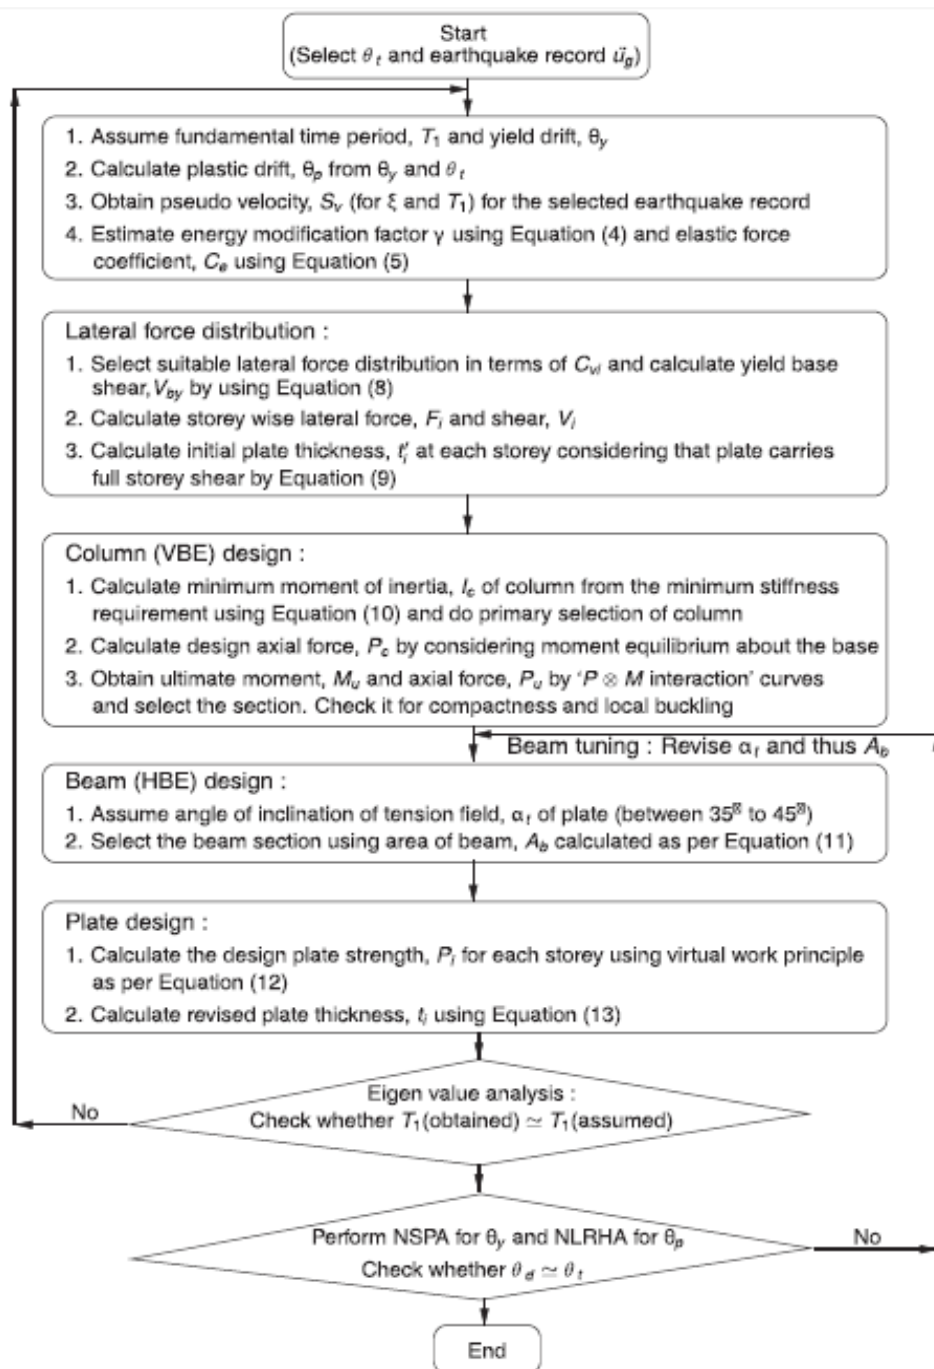 Start
(Select θt and earthquake record üg)
1. Assume fundamental time period, T1 and yield drift, θy
2. Calculate plastic drift, θp from θy and θt
3. Obtain pseudo velocity, Sv (for ξ and T1) for the selected earthquake record
4. Estimate energy modification factor γ using Equation (4) and elastic force
coefficient, Ce using Equation (5)
Lateral force distribution :
1. Select suitable lateral force distribution in terms of Cvi and calculate yield base
shear, Vby by using Equation (8)
2. Calculate storey wise lateral force, Fi and shear, Vi
3. Calculate initial plate thickness, t′i at each storey considering that plate carries
full storey shear by Equation (9)
Column (VBE) design :
1. Calculate minimum moment of inertia, Ic of column from the minimum stiffness
requirement using Equation (10) and do primary selection of column
2. Calculate design axial force, Pc by considering moment equilibrium about the base
3. Obtain ultimate moment, Mu and axial force, Pu by ‘P ⊗ M interaction’ curves
and select the section. Check it for compactness and local buckling
Beam tuning : Revise αt and thus Ab
Beam (HBE) design :
1. Assume angle of inclination of tension field, αt of plate (between 35⊠ to 45⊠)
2. Select the beam section using area of beam, Ab calculated as per Equation (11)
Plate design :
1. Calculate the design plate strength, Pi for each storey using virtual work principle
as per Equation (12)
2. Calculate revised plate thickness, ti using Equation (13)
Eigen value analysis :
No
Check whether T1(obtained) ≃ T1(assumed)
Perform NSPA for θy and NLRHA for θp
No
Check whether θd ≃ θt
End